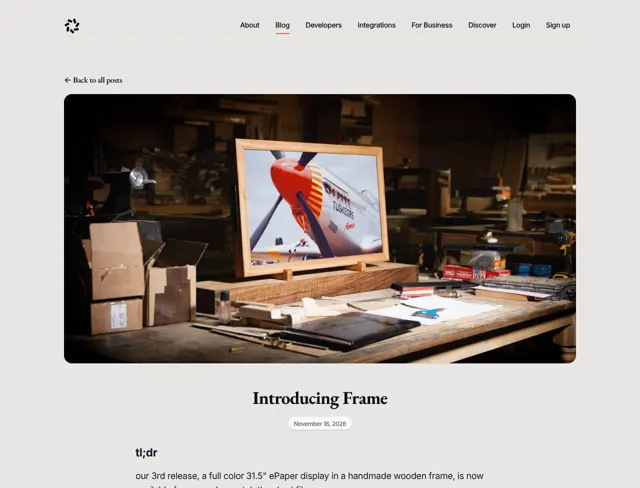 About
Blog
Developers
Integrations
For Business
Discover
Login
Sign up
← Back to all posts
TUSKEGEE
Introducing Frame
November 16, 2026
tl;dr
our 3rd release, a full color 31.5" ePaper display in a handmade wooden frame, is now